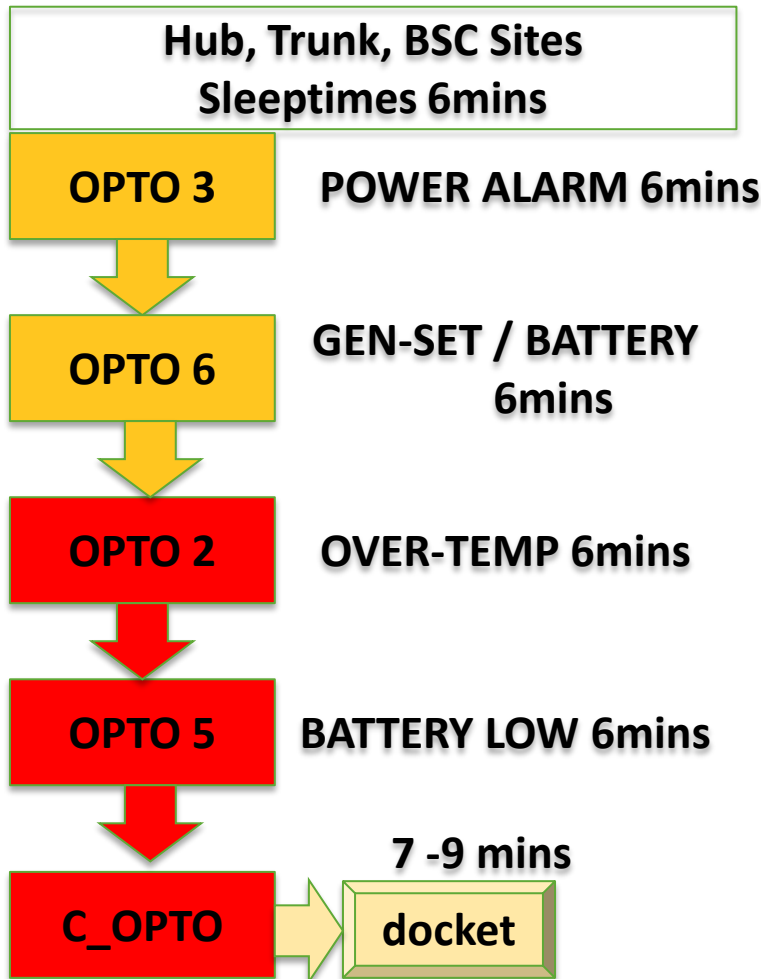 Hub, Trunk, BSC Sites
Sleeptimes 6mins
OPTO 3
POWER ALARM 6mins
OPTO 6
GEN-SET / BATTERY
6mins
OPTO 2
OVER-TEMP 6mins
OPTO 5
BATTERY LOW 6mins
7 -9 mins
C_OPTO
docket